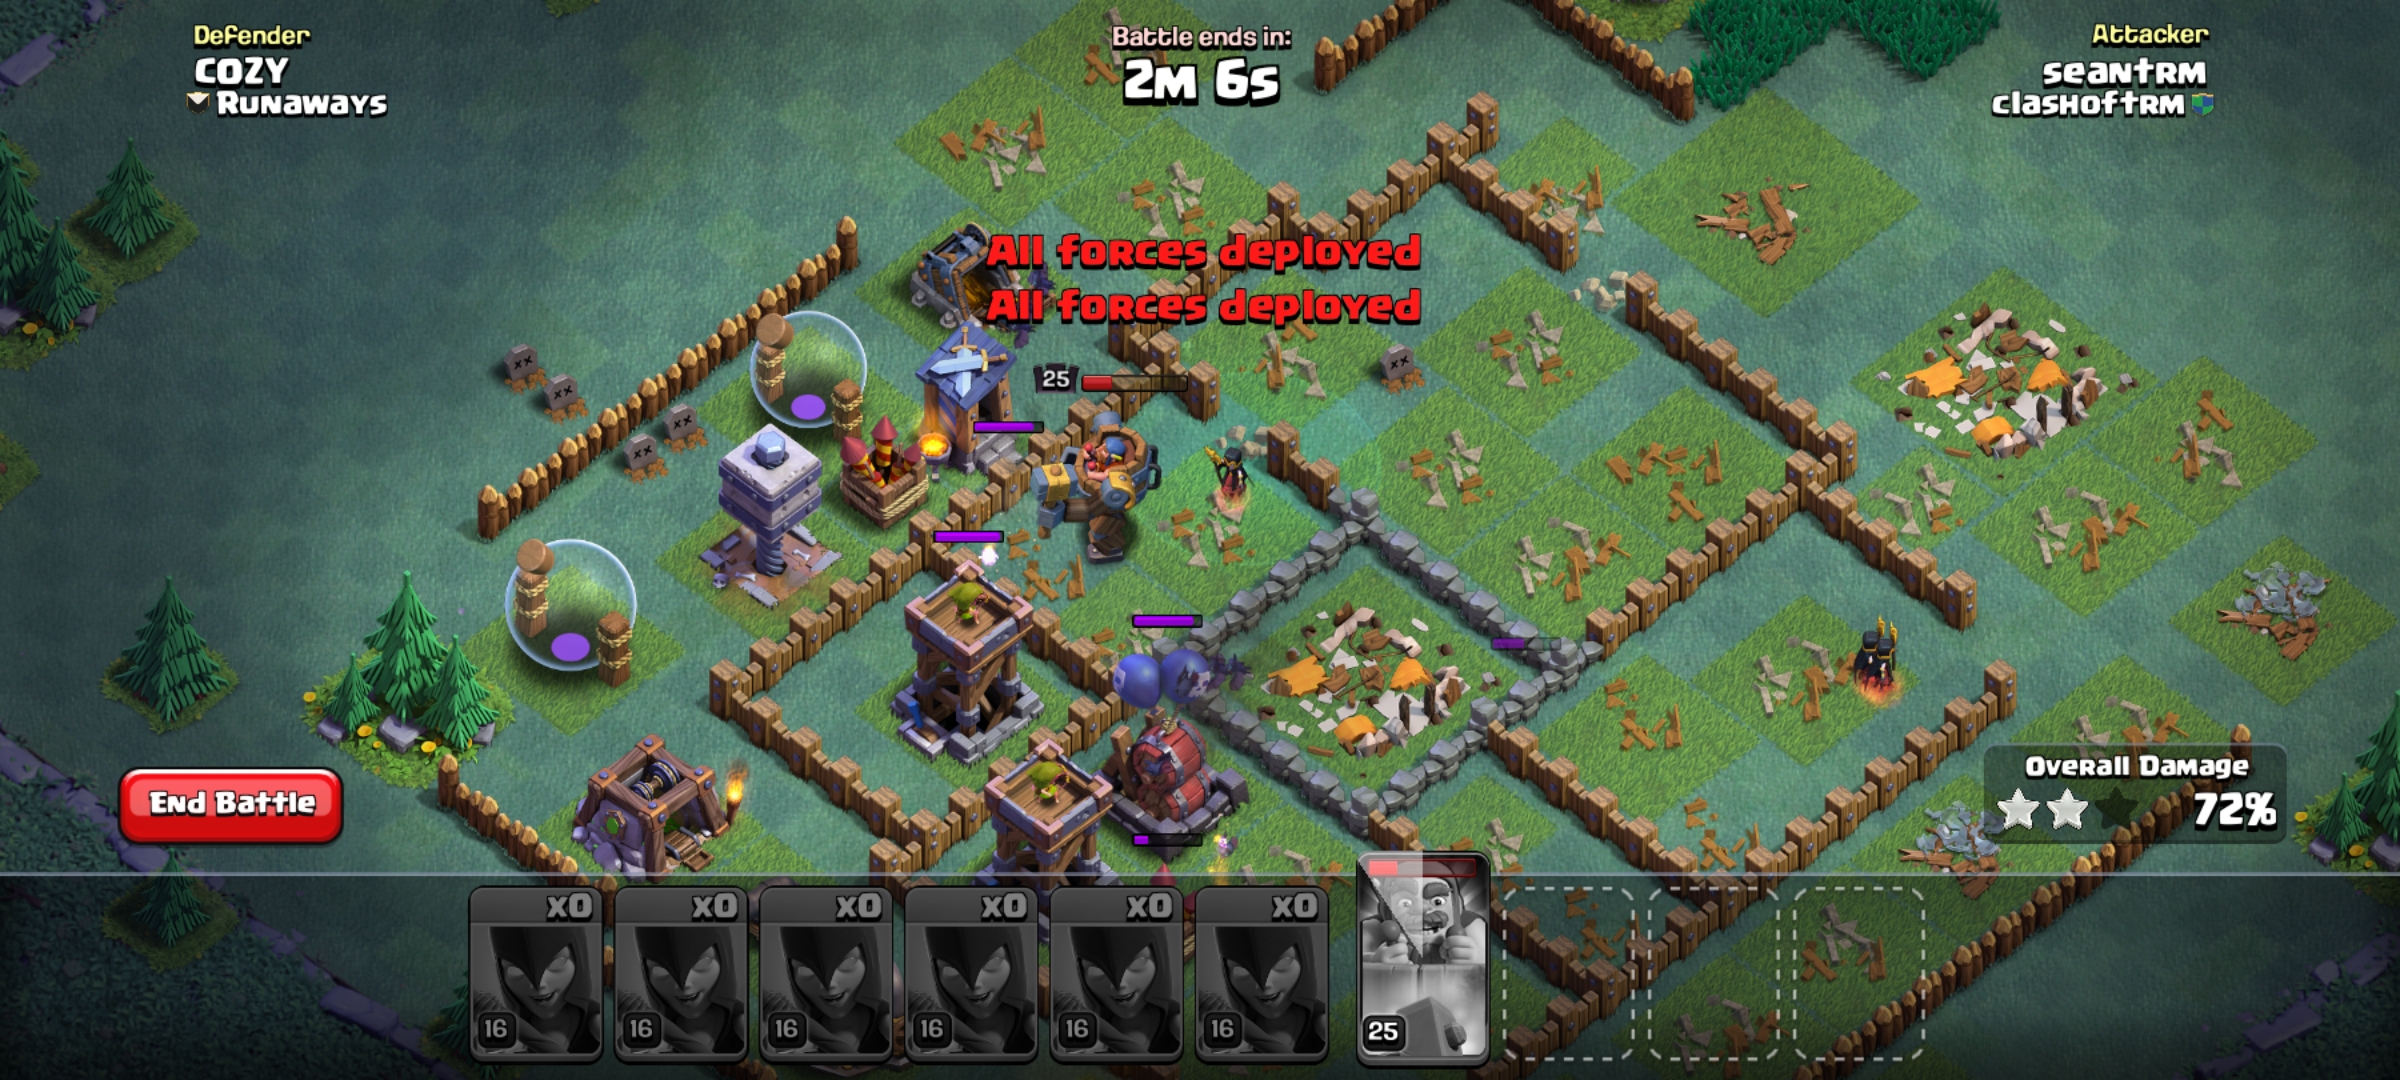 Defender
COZY
Runaways
Battle ends in:
2M 6s
Attacker
seantrm
clashoftrm
All forces deployed
All forces deployed
25
End Battle
Overall Damage
72%
x0
x0
x0
x0
x0
x0
16
16
16
16
16
16
25